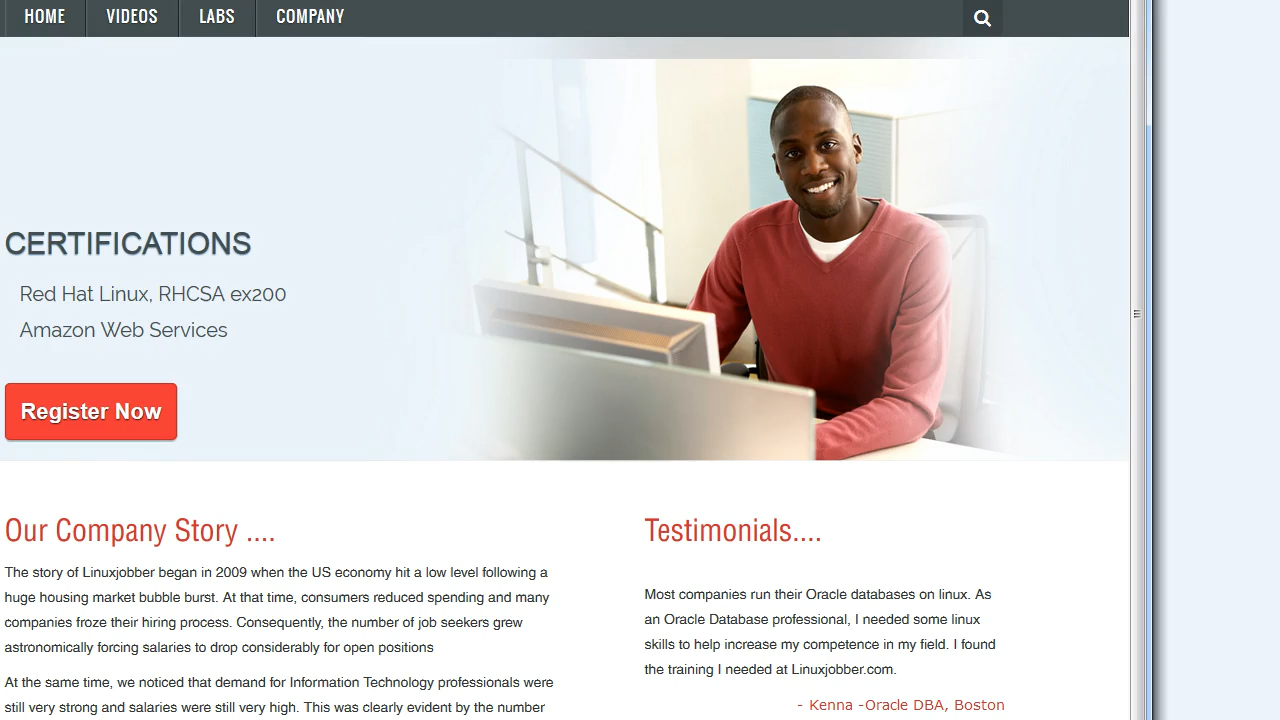 HOME VIDEOS LABS COMPANY
CERTIFICATIONS
Red Hat Linux, RHCSA ex200
Amazon Web Services
Register Now
Our Company Story ....
The story of Linuxjobber began in 2009 when the US economy hit a low level following a
huge housing market bubble burst. At that time, consumers reduced spending and many
companies froze their hiring process. Consequently, the number of job seekers grew
astronomically forcing salaries to drop considerably for open positions
At the same time, we noticed that demand for Information Technology professionals were
still very strong and salaries were still very high. This was clearly evident by the number
Testimonials....
Most companies run their Oracle databases on linux. As
an Oracle Database professional, I needed some linux
skills to help increase my competence in my field. I found
the training I needed at Linuxjobber.com.
- Kenna -Oracle DBA, Boston